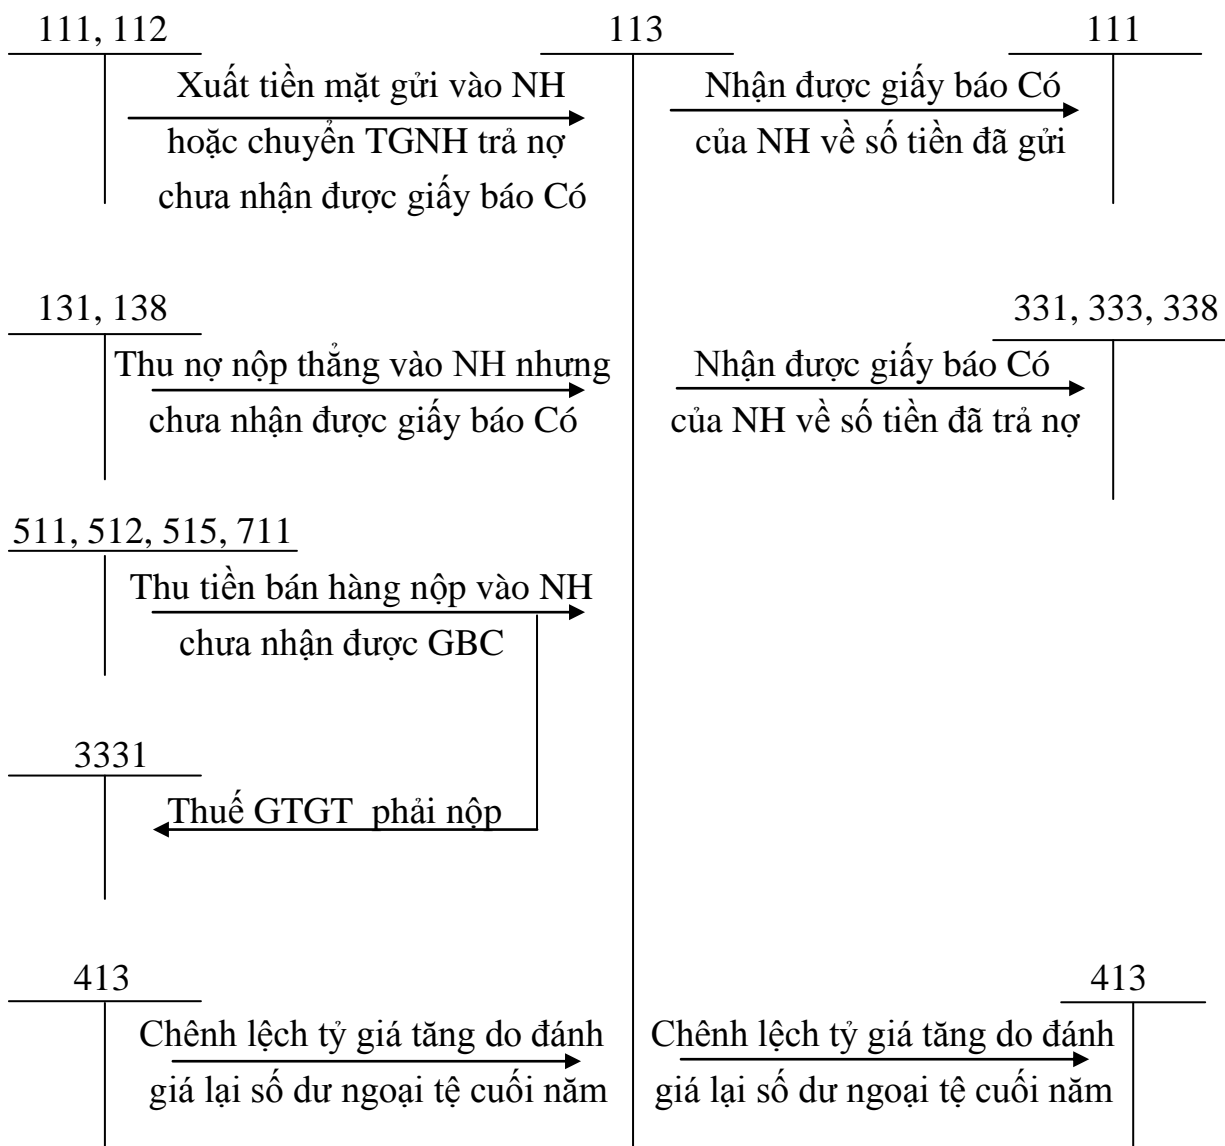 111, 112
113
111
Xuất tiền mặt gửi vào NH
hoặc chuyển TGNH trả nợ
chưa nhận được giấy báo Có
Nhận được giấy báo Có
của NH về số tiền đã gửi
131, 138
331, 333, 338
Thu nợ nộp thẳng vào NH nhưng
chưa nhận được giấy báo Có
Nhận được giấy báo Có
của NH về số tiền đã trả nợ
511, 512, 515, 711
Thu tiền bán hàng nộp vào NH
chưa nhận được GBC
3331
Thuế GTGT phải nộp
413
413
Chênh lệch tỷ giá tăng do đánh
giá lại số dư ngoại tệ cuối năm
Chênh lệch tỷ giá tăng do đánh
giá lại số dư ngoại tệ cuối năm